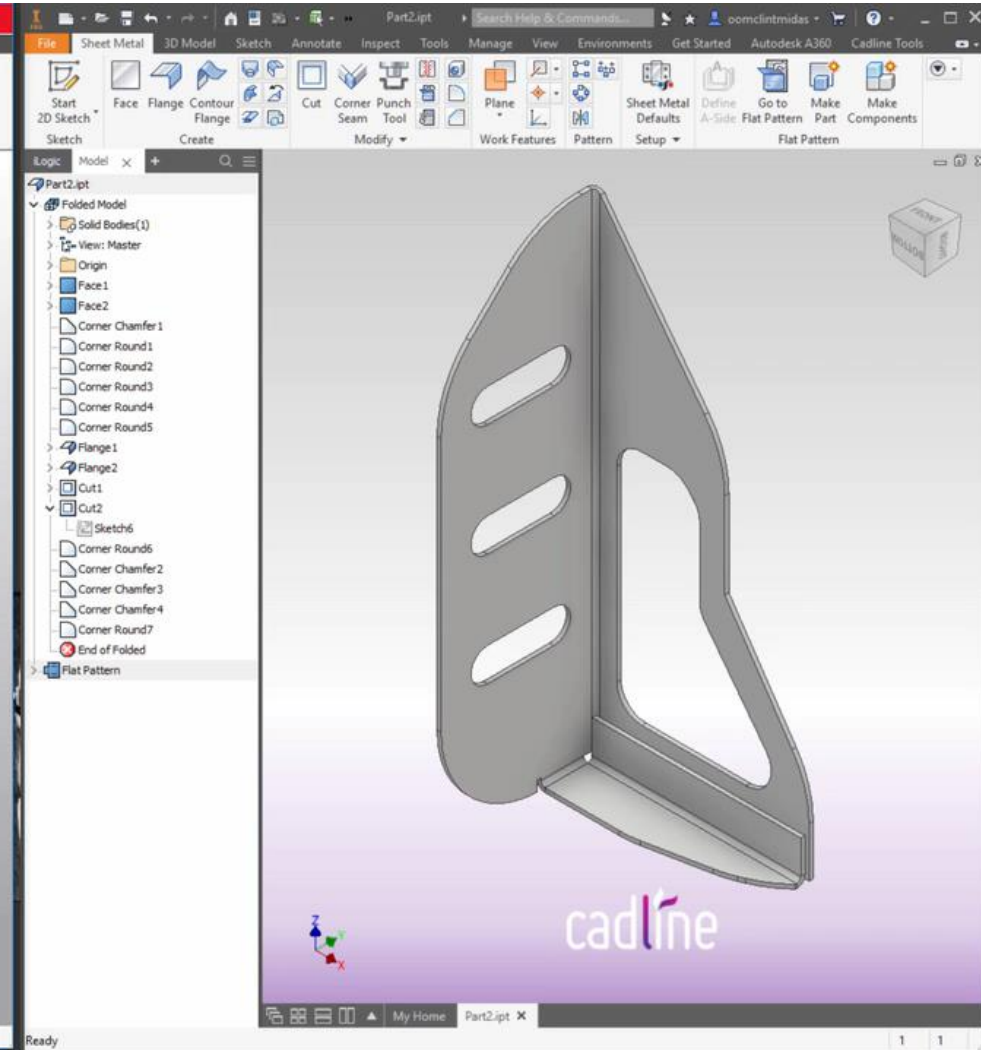 Part2.ipt
Search Help & Commands...
oomclintmidas
File Sheet Metal 3D Model Sketch Annotate Inspect Tools Manage View Environments Get Started Autodesk A360 Cadline Tools
Start
2D Sketch
Face
Flange
Contour
Flange
Cut
Corner
Seam
Punch
Tool
Plane
Sheet Metal
Defaults
Define
A-Side
Go to
Flat Pattern
Make
Part
Make
Components
Sketch Create Modify Work Features Pattern Setup Flat Pattern
iLogic Model
Part2.ipt
Folded Model
Solid Bodies(1)
View: Master
Origin
Face1
Face2
Corner Chamfer1
Corner Round1
Corner Round2
Corner Round3
Corner Round4
Corner Round5
Flange1
Flange2
Cut1
Cut2
Sketch6
Corner Round6
Corner Chamfer2
Corner Chamfer3
Corner Chamfer4
Corner Round7
End of Folded
Flat Pattern
FRONT
BOTTOM
RIGHT
Z
Y
X
cadline
My Home Part2.ipt
Ready 1 1